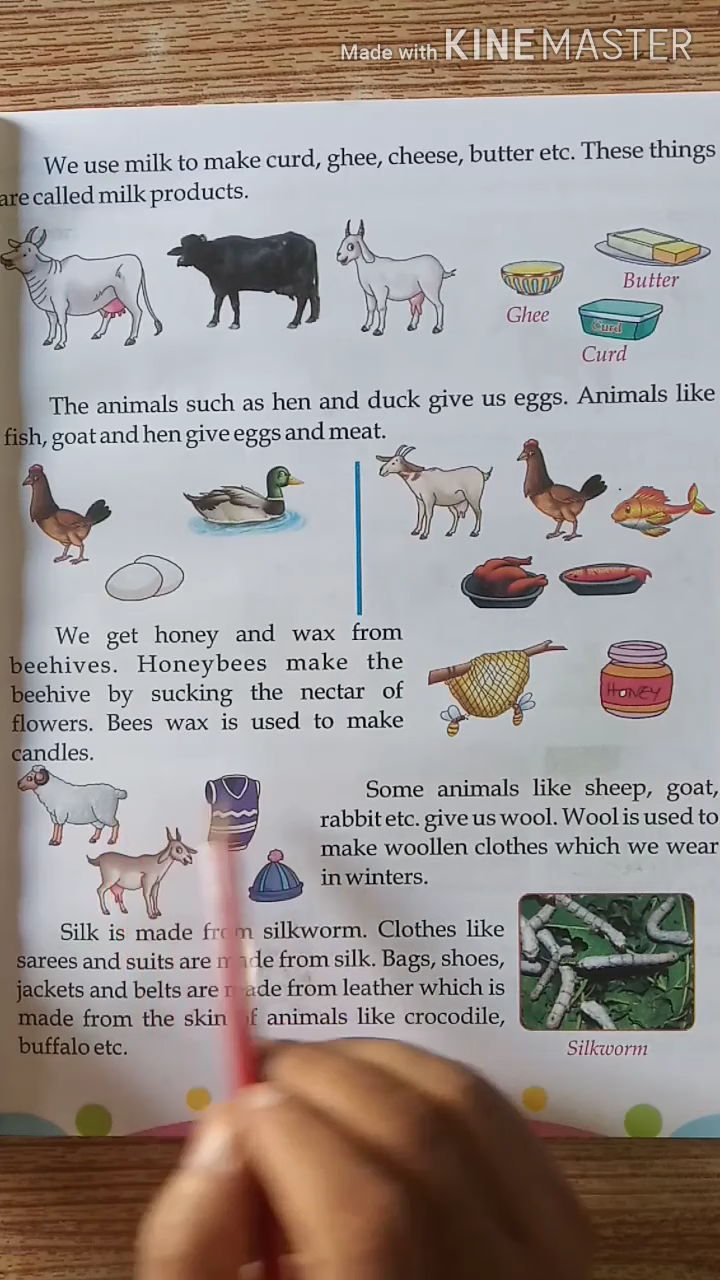 Made with KINEMASTER
We use milk to make curd, ghee, cheese, butter etc. These things
are called milk products.
Butter
Ghee
Curd
Curd
The animals such as hen and duck give us eggs. Animals like
fish, goat and hen give eggs and meat.
We get honey and wax from
beehives. Honeybees make the
beehive by sucking the nectar of
flowers. Bees wax is used to make
candles.
HONEY
Some animals like sheep, goat,
rabbit etc. give us wool. Wool is used to
make woollen clothes which we wear
in winters.
Silk is made from silkworm. Clothes like
sarees and suits are made from silk. Bags, shoes,
jackets and belts are made from leather which is
made from the skin of animals like crocodile,
buffalo etc.
Silkworm